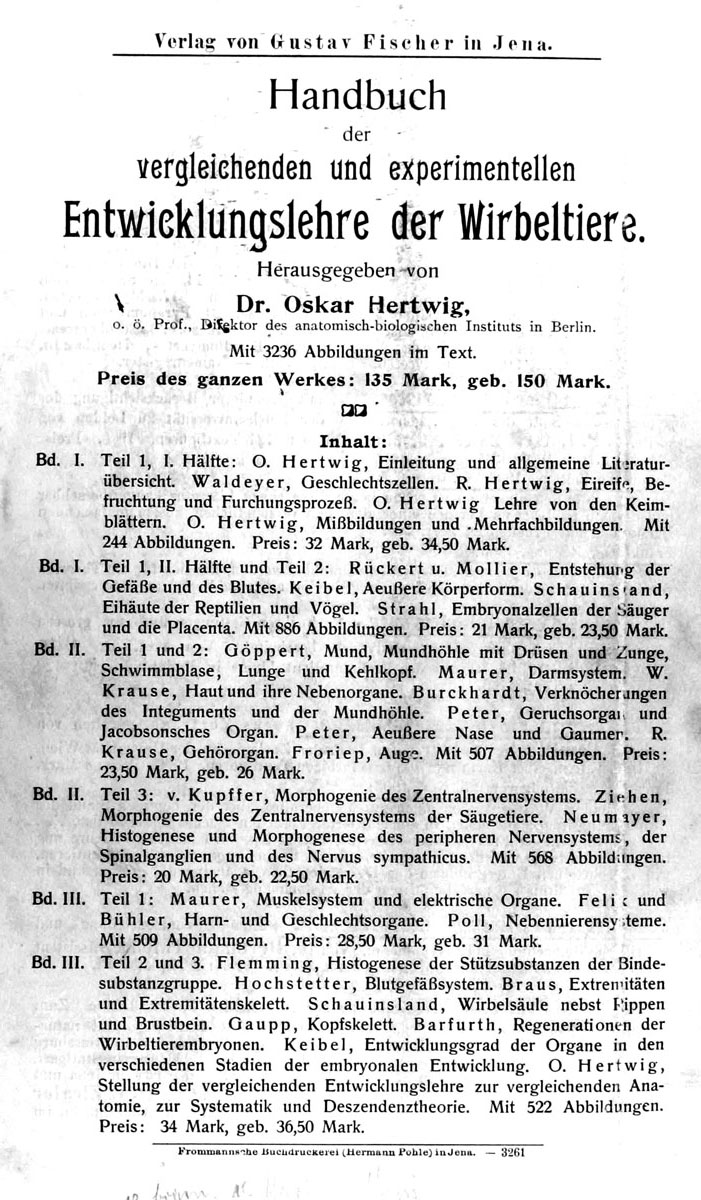 Verlag von Gustav Fischer in Jena.
Handbuch
der
vergleichenden und experimentellen
Entwicklungslehre der Wirbeltiere.
Herausgegeben von
Dr. Oskar Hertwig,
o. ö. Prof., Direktor des anatomisch-biologischen Instituts in Berlin.
Mit 3236 Abbildungen im Text.
Preis des ganzen Werkes: 135 Mark, geb. 150 Mark.
Inhalt:
Bd. I. Teil 1, I. Hälfte: O. Hertwig, Einleitung und allgemeine Literatur-
übersicht. Waldeyer, Geschlechtszellen. R. Hertwig, Eireife, Be-
fruchtung und Furchungsprozeß. O. Hertwig Lehre von den Keim-
blättern. O. Hertwig, Mißbildungen und Mehrfachbildungen. Mit
244 Abbildungen. Preis: 32 Mark, geb. 34,50 Mark.
Bd. I. Teil 1, II. Hälfte und Teil 2: Rückert u. Mollier, Entstehung der
Gefäße und des Blutes. Keibel, Aeußere Körperform. Schauinsland,
Eihäute der Reptilien und Vögel. Strahl, Embryonalzellen der Säuger
und die Placenta. Mit 886 Abbildungen. Preis: 21 Mark, geb. 23,50 Mark.
Bd. II. Teil 1 und 2: Göppert, Mund, Mundhöhle mit Drüsen und Zunge,
Schwimmblase, Lunge und Kehlkopf. Maurer, Darmsystem. W.
Krause, Haut und ihre Nebenorgane. Burckhardt, Verknöcherungen
des Integuments und der Mundhöhle. Peter, Geruchsorgan und
Jacobsonsches Organ. Peter, Aeußere Nase und Gaumen. R.
Krause, Gehörorgan. Froriep, Auge. Mit 507 Abbildungen. Preis:
23,50 Mark, geb. 26 Mark.
Bd. II. Teil 3: v. Kupffer, Morphogenie des Zentralnervensystems. Ziehen,
Morphogenie des Zentralnervensystems der Säugetiere. Neumayer,
Histogenese und Morphogenese des peripheren Nervensystems, der
Spinalganglien und des Nervus sympathicus. Mit 568 Abbildungen.
Preis: 20 Mark, geb. 22,50 Mark.
Bd. III. Teil 1: Maurer, Muskelsystem und elektrische Organe. Felix und
Bühler, Harn- und Geschlechtsorgane. Poll, Nebennierensysteme.
Mit 509 Abbildungen. Preis: 28,50 Mark, geb. 31 Mark.
Bd. III. Teil 2 und 3. Flemming, Histogenese der Stützsubstanzen der Binde-
substanzgruppe. Hochstetter, Blutgefäßsystem. Braus, Extremitäten
und Extremitätenskelett. Schauinsland, Wirbelsäule nebst Rippen
und Brustbein. Gaupp, Kopfskelett. Barfurth, Regenerationen der
Wirbeltierembryonen. Keibel, Entwicklungsgrad der Organe in den
verschiedenen Stadien der embryonalen Entwicklung. O. Hertwig,
Stellung der vergleichenden Entwicklungslehre zur vergleichenden Ana-
tomie, zur Systematik und Deszendenztheorie. Mit 522 Abbildungen.
Preis: 34 Mark, geb. 36,50 Mark.
Frommannsche Buchdruckerei (Hermann Pohle) in Jena. — 3261